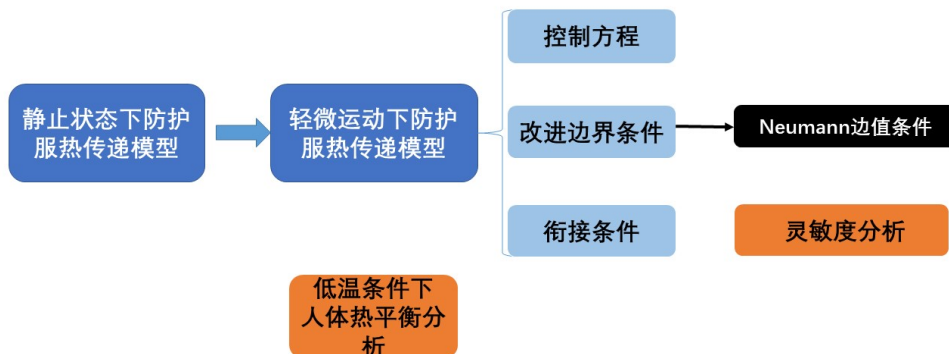 控制方程
静止状态下防护
服热传递模型
轻微运动下防护
服热传递模型
改进边界条件
Neumann边值条件
衔接条件
灵敏度分析
低温条件下
人体热平衡分
析